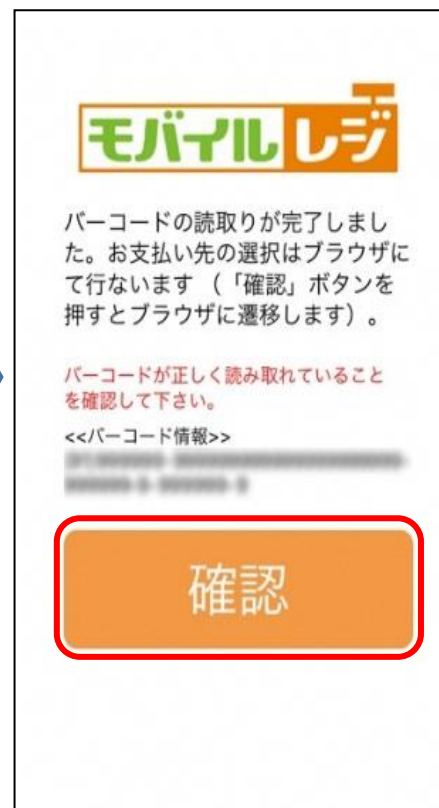 モバイルレジ
バーコードの読取りが完了しまし
た。お支払い先の選択はブラウザに
て行ないます （「確認」ボタンを
押すとブラウザに遷移します）。
バーコードが正しく読み取れていること
を確認して下さい。
<<バーコード情報>>
確認